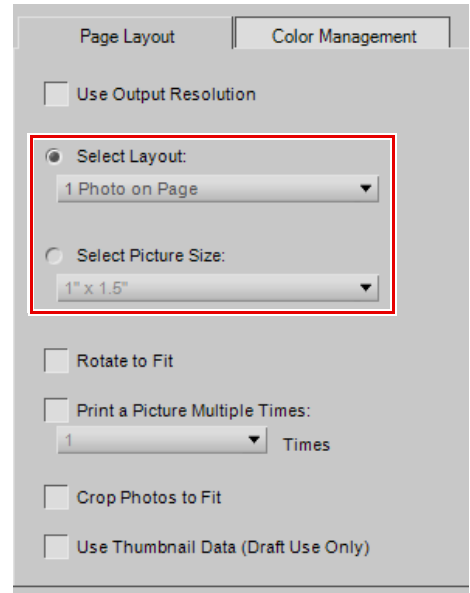 Page Layout Color Management
Use Output Resolution
Select Layout:
1 Photo on Page
Select Picture Size:
1" x 1.5"
Rotate to Fit
Print a Picture Multiple Times:
1 Times
Crop Photos to Fit
Use Thumbnail Data (Draft Use Only)